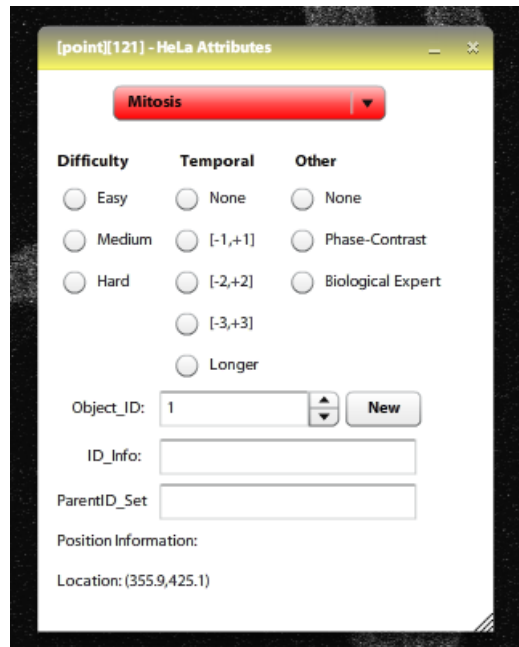 [point][121] - HeLa Attributes
Mitosis
Difficulty Temporal Other
Easy None None
Medium [-1,+1] Phase-Contrast
Hard [-2,+2] Biological Expert
[-3,+3]
Longer
Object_ID: 1 New
ID_Info:
ParentID_Set
Position Information:
Location: (355.9,425.1)